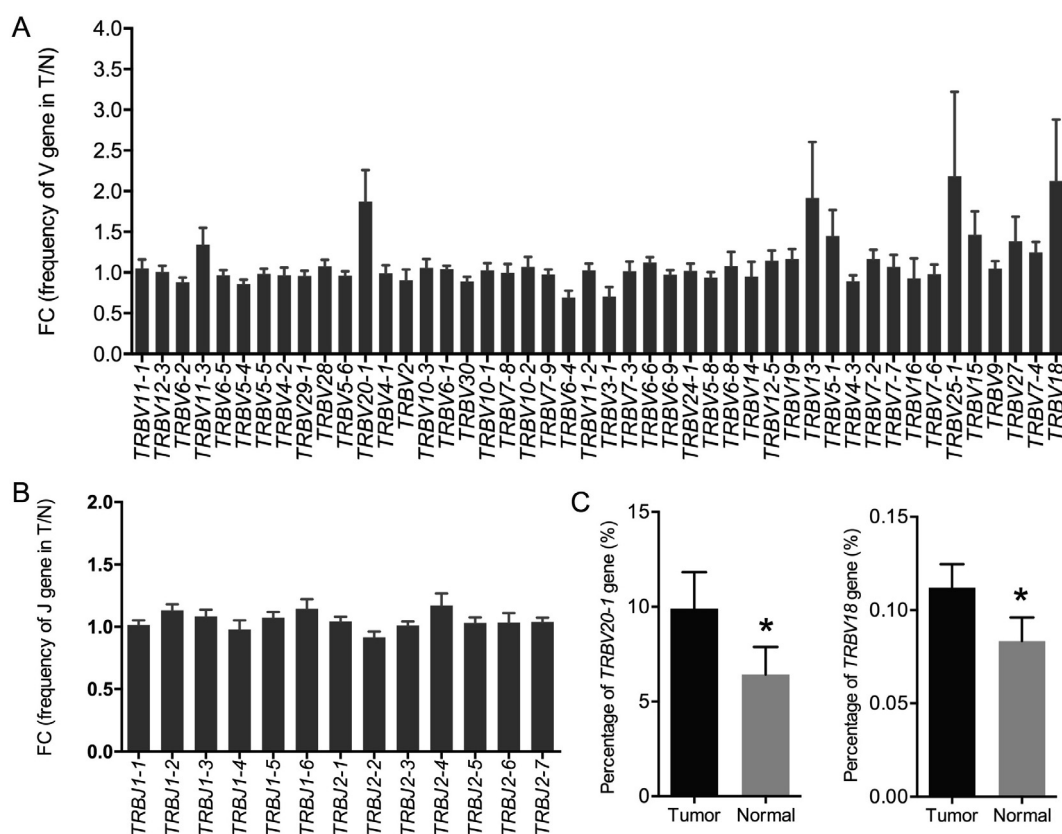 A
FC (frequency of V gene in T/N)
4.0
3.5
3.0
2.5
2.0
1.5
1.0
0.5
0.0
TRBV11-1
TRBV12-3
TRBV6-2
TRBV11-3
TRBV6-5
TRBV5-4
TRBV5-5
TRBV4-2
TRBV29-1
TRBV28
TRBV5-6
TRBV20-1
TRBV4-1
TRBV2
TRBV10-3
TRBV6-1
TRBV30
TRBV10-1
TRBV7-8
TRBV10-2
TRBV7-9
TRBV6-4
TRBV11-2
TRBV3-1
TRBV7-3
TRBV6-6
TRBV6-9
TRBV24-1
TRBV5-8
TRBV6-8
TRBV14
TRBV12-5
TRBV19
TRBV13
TRBV5-1
TRBV4-3
TRBV7-2
TRBV7-7
TRBV16
TRBV7-6
TRBV25-1
TRBV15
TRBV9
TRBV27
TRBV7-4
TRBV18
B
FC (frequency of J gene in T/N)
2.0
1.5
1.0
0.5
0.0
TRBJ1-1
TRBJ1-2
TRBJ1-3
TRBJ1-4
TRBJ1-5
TRBJ1-6
TRBJ2-1
TRBJ2-2
TRBJ2-3
TRBJ2-4
TRBJ2-5
TRBJ2-6
TRBJ2-7
C
Percentage of TRBV20-1 gene (%)
15
10
5
0
*
Tumor Normal
Percentage of TRBV18 gene (%)
0.15
0.10
0.05
0.00
*
Tumor Normal